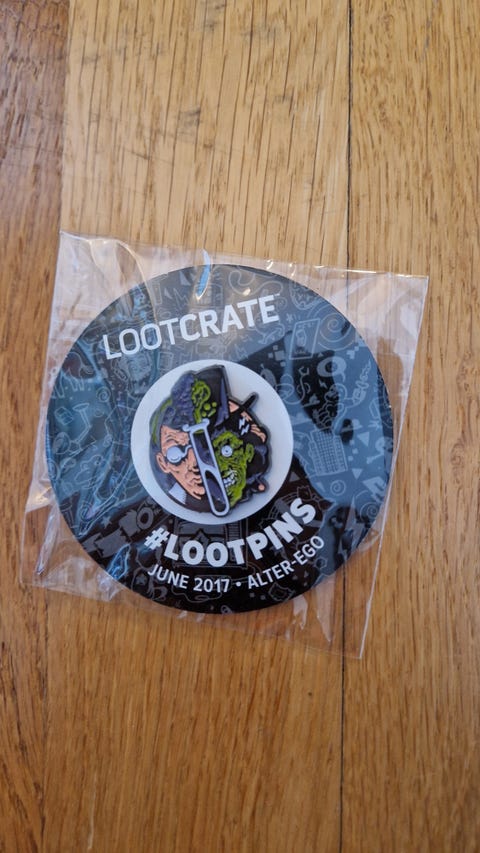 LOOTCRATE
#LOOTPINS
JUNE 2017 • ALTER-EGO